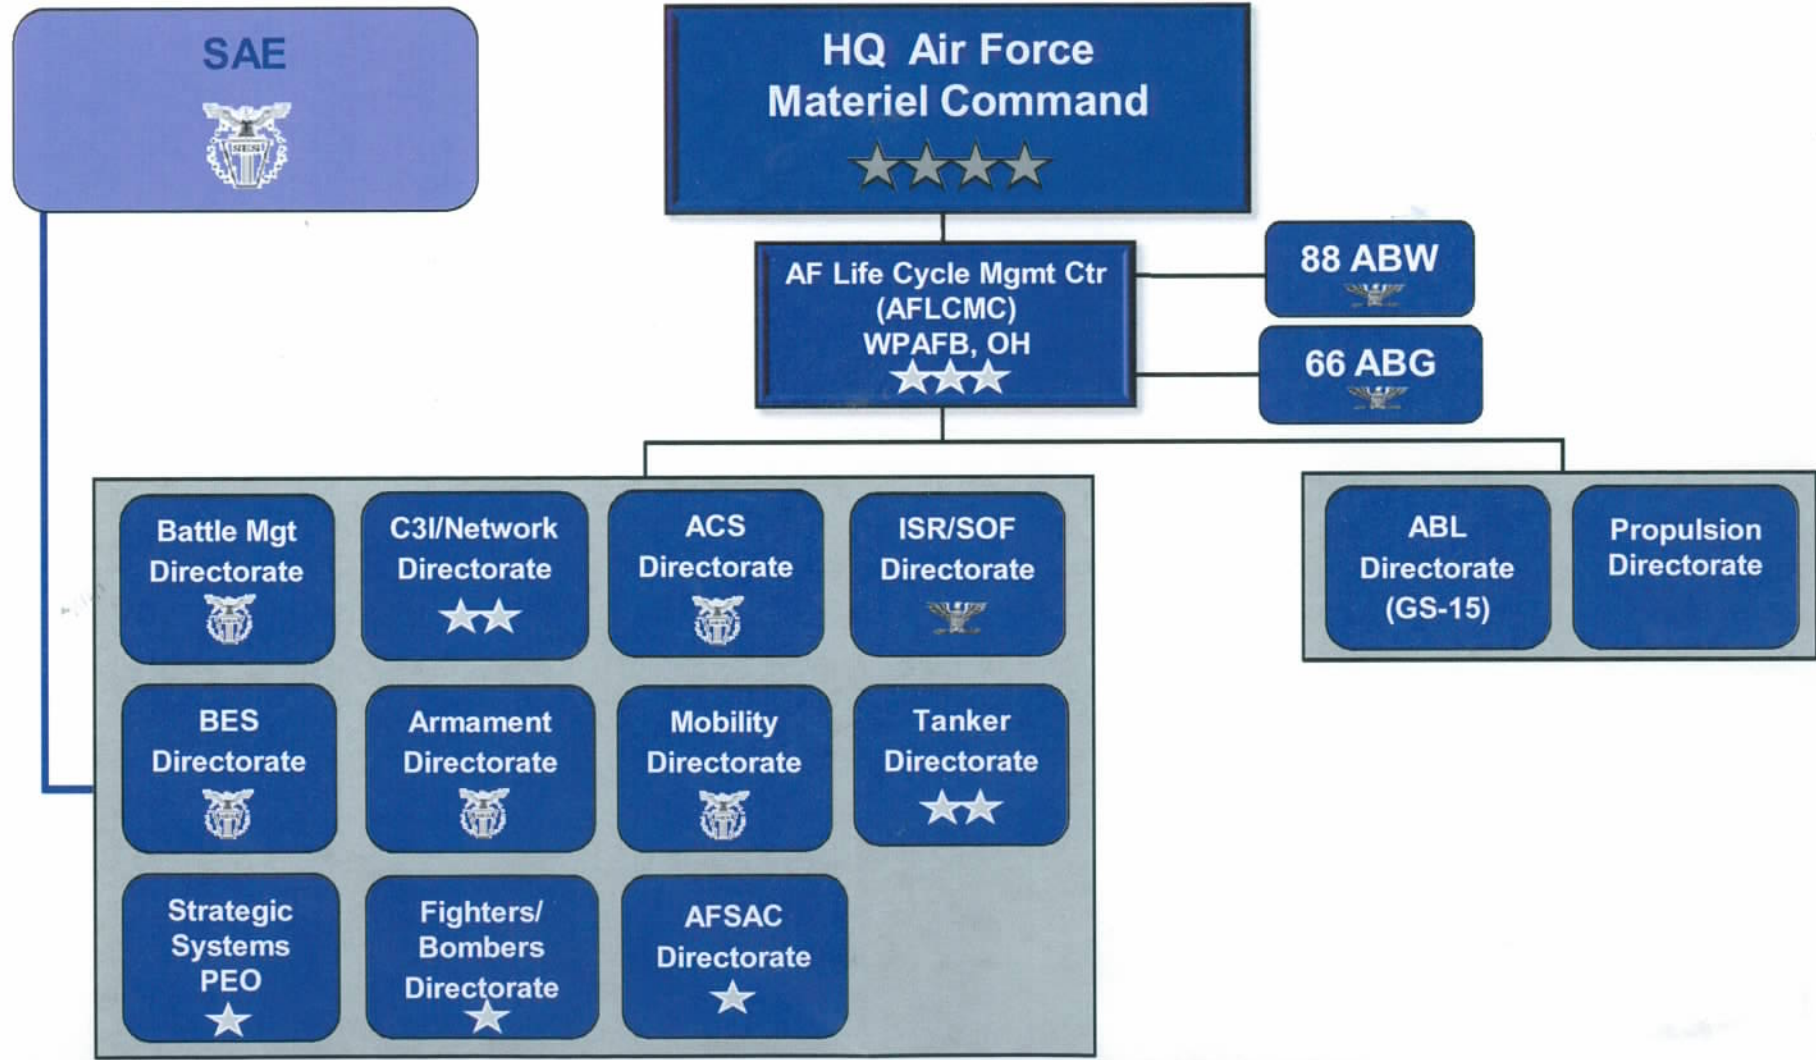 SAE
SES
HQ Air Force
Materiel Command
AF Life Cycle Mgmt Ctr
(AFLCMC)
WPAFB, OH
88 ABW
66 ABG
Battle Mgt
Directorate
C3I/Network
Directorate
ACS
Directorate
ISR/SOF
Directorate
BES
Directorate
Armament
Directorate
Mobility
Directorate
Tanker
Directorate
Strategic
Systems
PEO
Fighters/
Bombers
Directorate
AFSAC
Directorate
ABL
Directorate
(GS-15)
Propulsion
Directorate